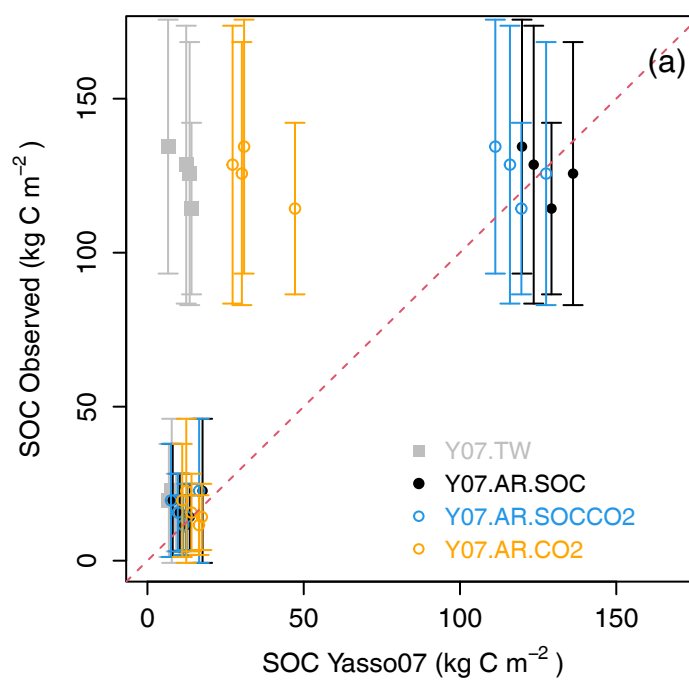 (a)
150
100
50
0
SOC Observed (kg C m⁻²)
Y07.TW
Y07.AR.SOC
Y07.AR.SOCCO2
Y07.AR.CO2
0 50 100 150
SOC Yasso07 (kg C m⁻²)